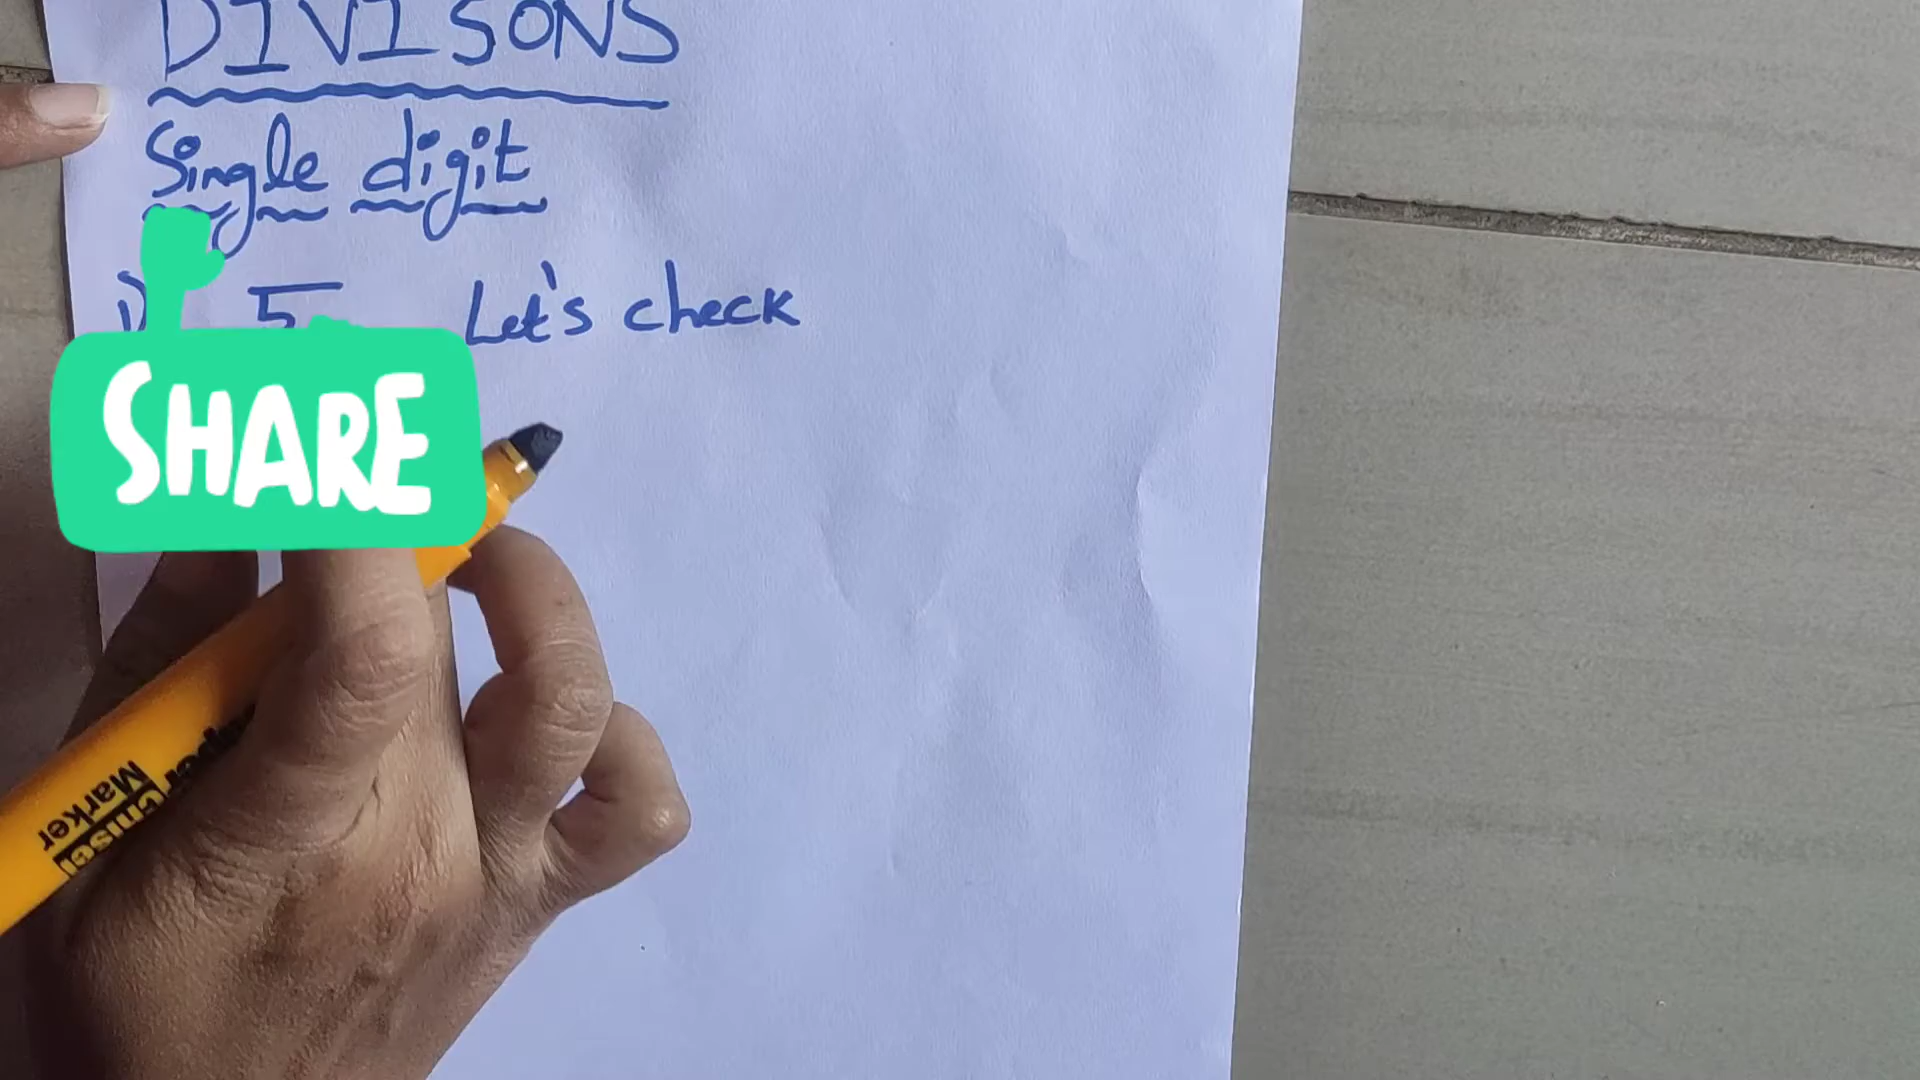 DIVISONS
Single digit
5 Let's check
SHARE
Marker